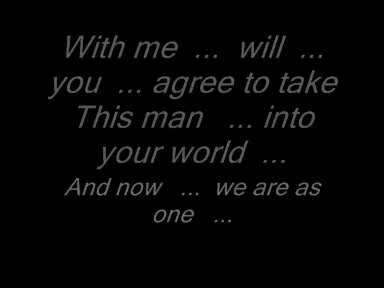 With me ... will ...
you ... agree to take
This man ... into
your world ...
And now ... we are as
one ...